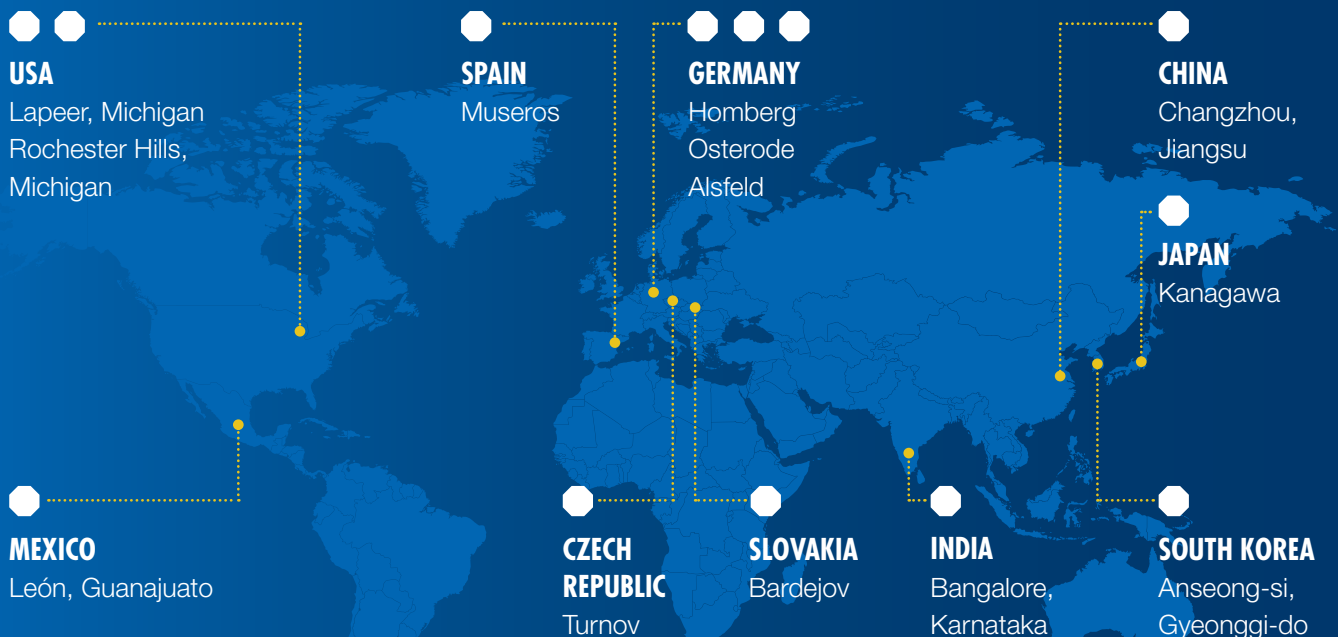 USA
Lapeer, Michigan
Rochester Hills,
Michigan
SPAIN
Museros
GERMANY
Homberg
Osterode
Alsfeld
CHINA
Changzhou,
Jiangsu
JAPAN
Kanagawa
MEXICO
León, Guanajuato
CZECH
REPUBLIC
Turnov
SLOVAKIA
Bardejov
INDIA
Bangalore,
Karnataka
SOUTH KOREA
Anseong-si,
Gyeonggi-do